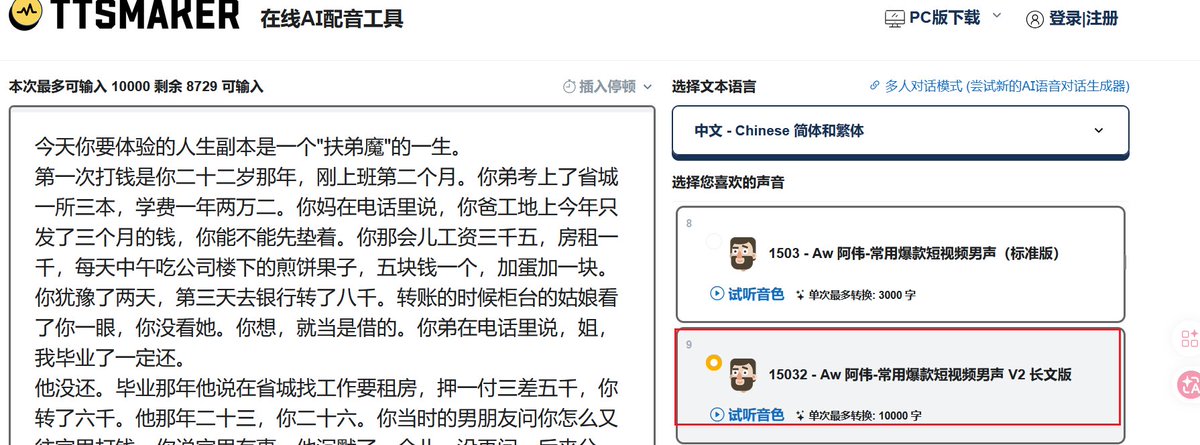 TTSMAKER 在线AI配音工具
PC版下载
登录|注册
本次最多可输入 10000 剩余 8729 可输入
插入停顿
今天你要体验的人生副本是一个"扶弟魔"的一生。
第一次打钱是你二十二岁那年，刚上班第二个月。你弟考上了省城
一所三本，学费一年两万二。你妈在电话里说，你爸工地上今年只
发了三个月的钱，你能不能先垫着。你那会儿工资三千五，房租一
千，每天中午吃公司楼下的煎饼果子，五块钱一个，加蛋加一块。
你犹豫了两天，第三天去银行转了八千。转账的时候柜台的姑娘看
了你一眼，你没看她。你想，就当是借的。你弟在电话里说，姐，
我毕业了一定还。
他没还。毕业那年他说在省城找工作要租房，押一付三差五千，你
转了六千。他那年二十三，你二十六。你当时的男朋友问你怎么又
选择文本语言
多人对话模式 (尝试新的AI语音对话生成器)
中文 - Chinese 简体和繁体
选择您喜欢的声音
8
1503 - Aw 阿伟-常用爆款短视频男声（标准版）
试听音色
单次最多转换: 3000 字
9
15032 - Aw 阿伟-常用爆款短视频男声 V2 长文版
试听音色
单次最多转换: 10000 字